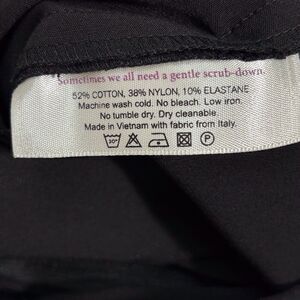 Sometimes we all need a gentle scrub-down.
52% COTTON, 38% NYLON, 10% ELASTANE
Machine wash cold. No bleach. Low iron.
No tumble dry. Dry cleanable.
Made in Vietnam with fabric from Italy.
30°
P